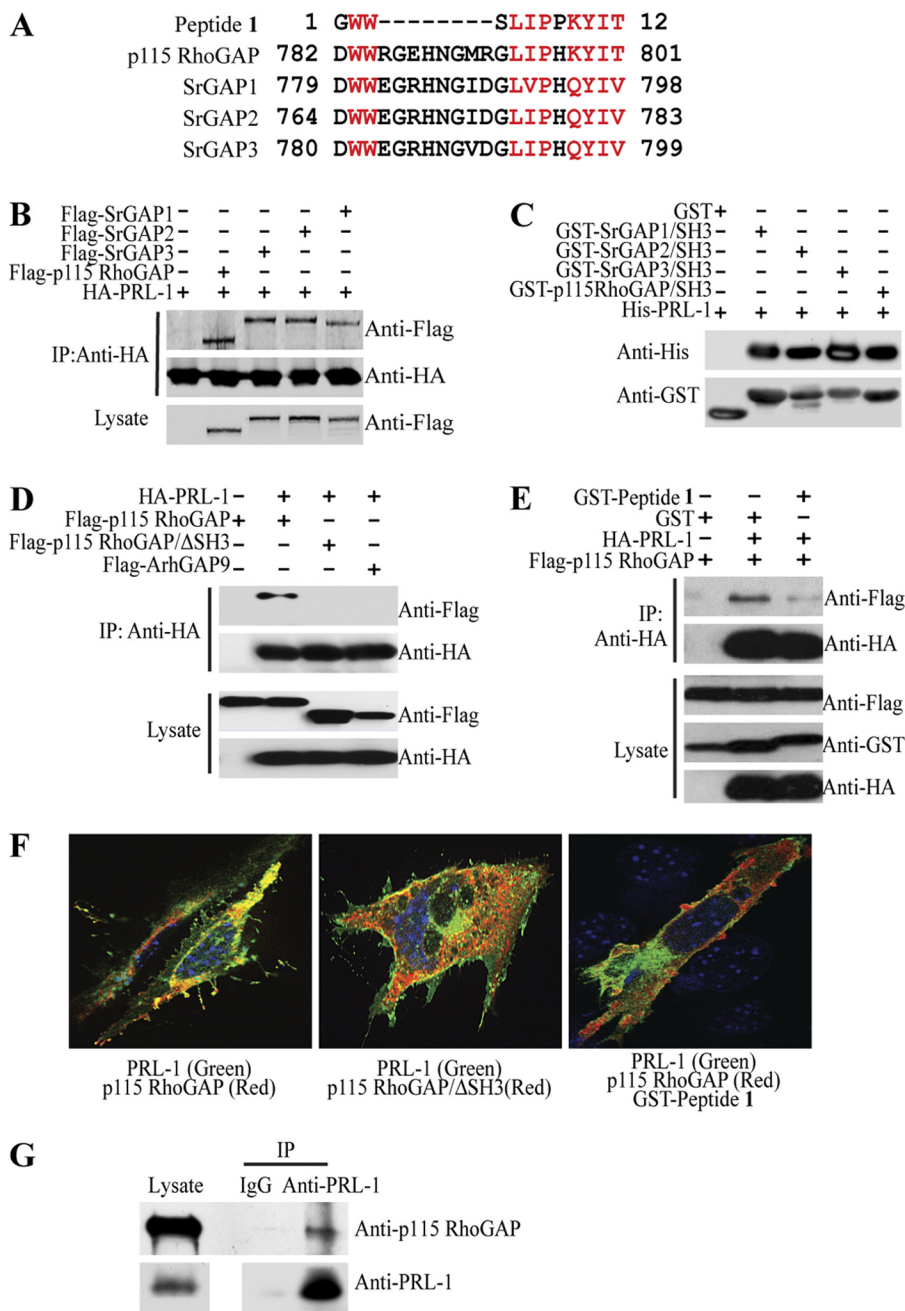 A
Peptide 1 1 GWW--------SLIPPKYIT 12
p115 RhoGAP 782 DWWRGEHNGMRGLIPHKYIT 801
SrGAP1 779 DWWEGRHNGIDGLVPHQYIV 798
SrGAP2 764 DWWEGRHNGIDGLIPHQYIV 783
SrGAP3 780 DWWEGRHNGVDGLIPHQYIV 799
B
Flag-SrGAP1 - - - - +
Flag-SrGAP2 - - - + -
Flag-SrGAP3 - - + - -
Flag-p115 RhoGAP - + - - -
HA-PRL-1 + + + + +
IP:Anti-HA
Anti-Flag
Anti-HA
Lysate
Anti-Flag
C
GST + - - - -
GST-SrGAP1/SH3 - + - - -
GST-SrGAP2/SH3 - - + - -
GST-SrGAP3/SH3 - - - + -
GST-p115RhoGAP/SH3 - - - - +
His-PRL-1 + + + + +
Anti-His
Anti-GST
D
HA-PRL-1 - + + +
Flag-p115 RhoGAP + + - -
Flag-p115 RhoGAP/ΔSH3 - - + -
Flag-ArhGAP9 - - - +
IP: Anti-HA
Anti-Flag
Anti-HA
Lysate
Anti-Flag
Anti-HA
E
GST-Peptide 1 - - +
GST + + -
HA-PRL-1 - + +
Flag-p115 RhoGAP + + +
IP:
Anti-HA
Anti-Flag
Anti-HA
Lysate
Anti-Flag
Anti-GST
Anti-HA
F
PRL-1 (Green)
p115 RhoGAP (Red)
PRL-1 (Green)
p115 RhoGAP/ΔSH3(Red)
PRL-1 (Green)
p115 RhoGAP (Red)
GST-Peptide 1
G
IP
Lysate IgG Anti-PRL-1
Anti-p115 RhoGAP
Anti-PRL-1